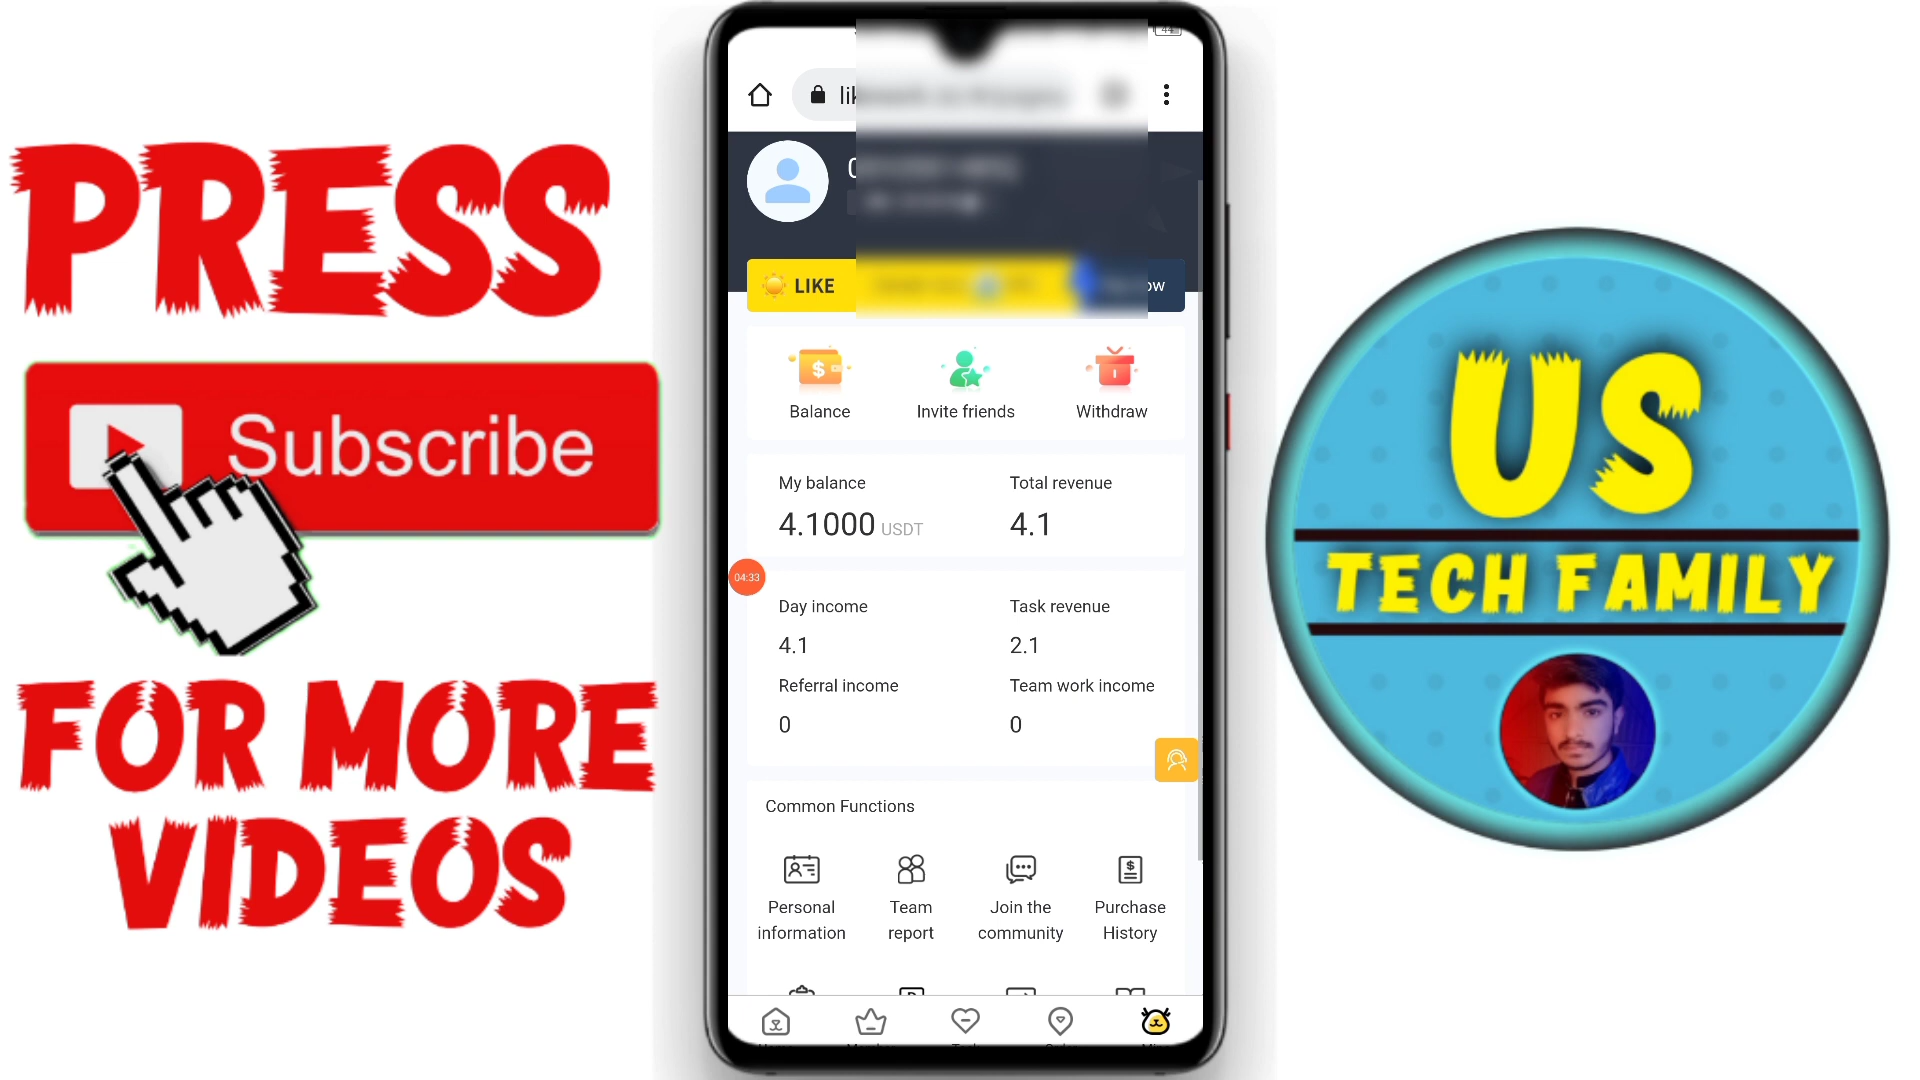 PRESS
Subscribe
FOR MORE
VIDEOS
44
LIKE
Balance
Invite friends
Withdraw
My balance
Total revenue
4.1000 USDT
4.1
04:33
Day income
Task revenue
4.1
2.1
Referral income
Team work income
0
0
Common Functions
Personal information
Team report
Join the community
Purchase History
US
TECH FAMILY